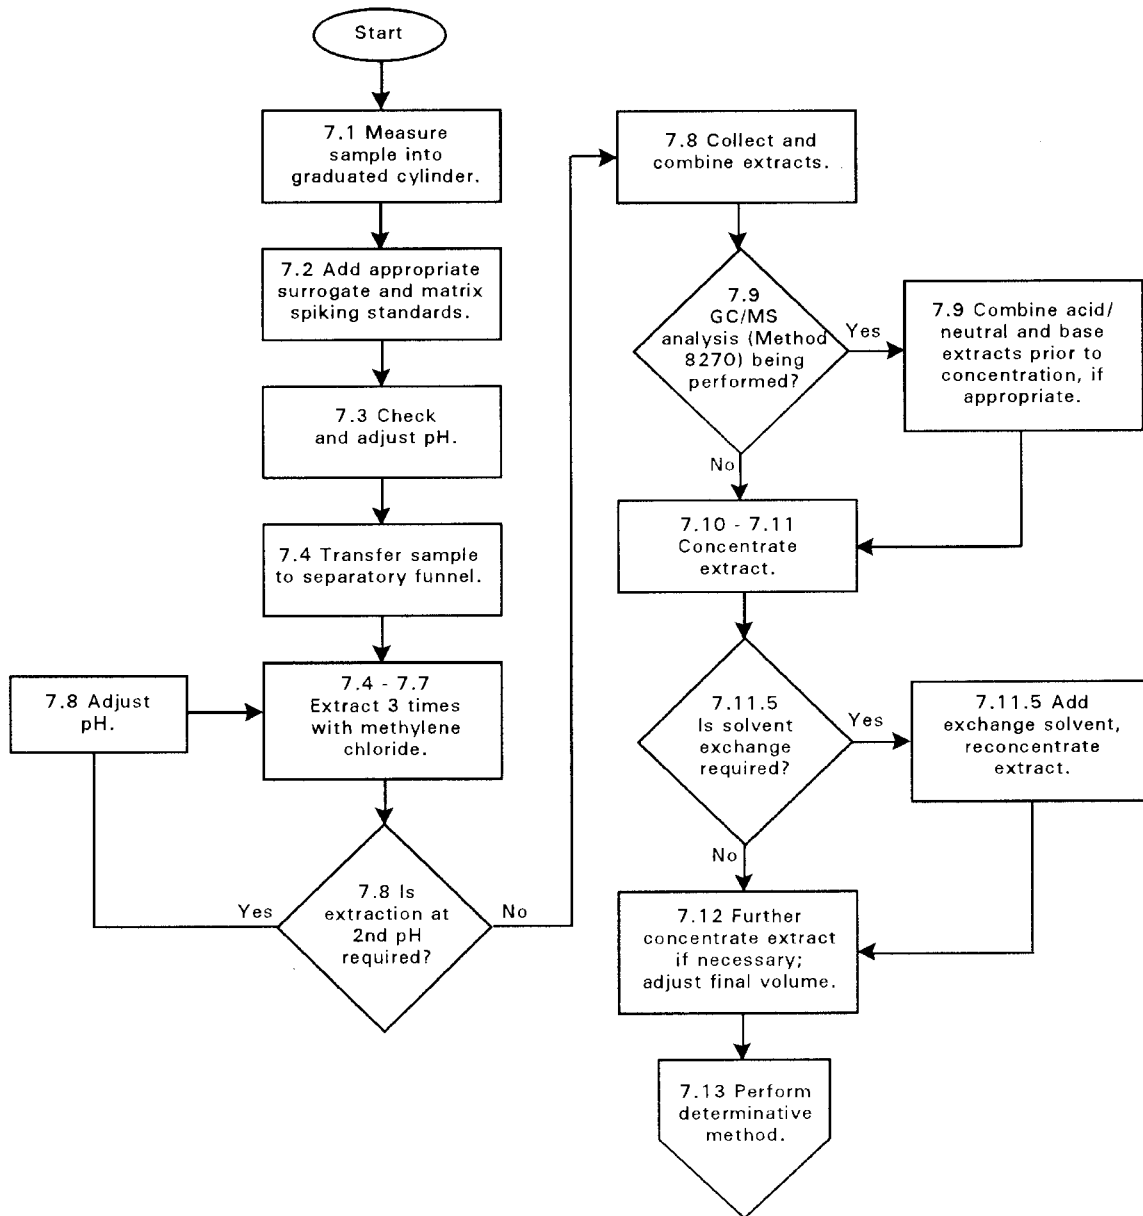 Start
7.1 Measure
sample into
graduated cylinder.
7.2 Add appropriate
surrogate and matrix
spiking standards.
7.3 Check
and adjust pH.
7.4 Transfer sample
to separatory funnel.
7.4 - 7.7
Extract 3 times
with methylene
chloride.
7.8 Adjust
pH.
7.8 Is
extraction at
2nd pH
required?
Yes
No
7.8 Collect and
combine extracts.
7.9
GC/MS
analysis (Method
8270) being
performed?
Yes
7.9 Combine acid/
neutral and base
extracts prior to
concentration, if
appropriate.
No
7.10 - 7.11
Concentrate
extract.
7.11.5
Is solvent
exchange
required?
Yes
7.11.5 Add
exchange solvent,
reconcentrate
extract.
No
7.12 Further
concentrate extract
if necessary;
adjust final volume.
7.13 Perform
determinative
method.